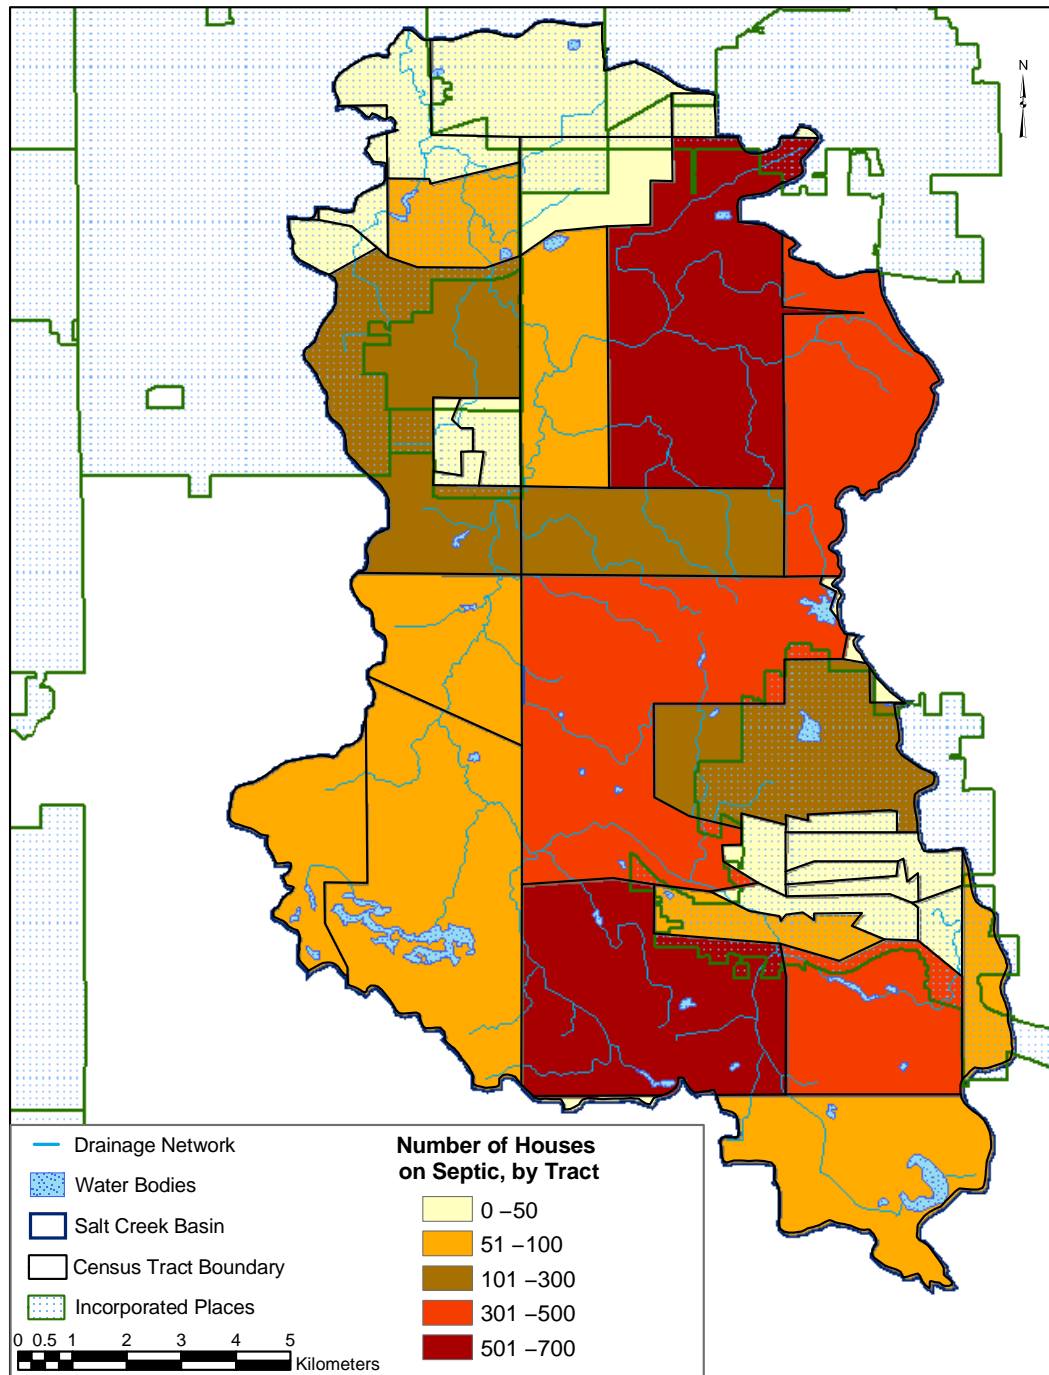 N
Drainage Network
Water Bodies
Salt Creek Basin
Census Tract Boundary
Incorporated Places
0 0.5 1 2 3 4 5
Kilometers
Number of Houses
on Septic, by Tract
0 –50
51 –100
101 –300
301 –500
501 –700